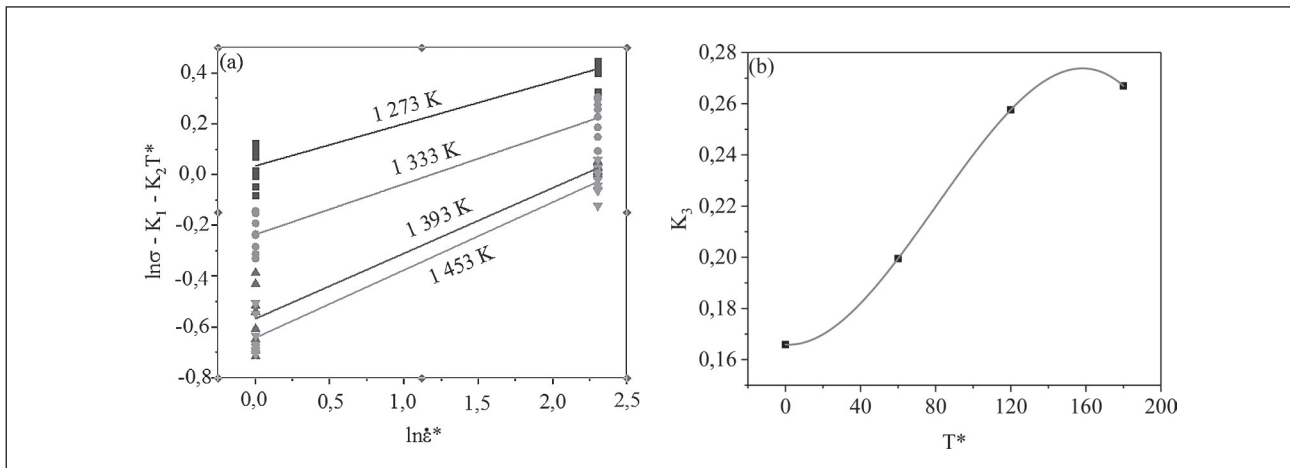 (a)
0,4
0,2
0,0
-0,2
-0,4
-0,6
-0,8
0,0 0,5 1,0 1,5 2,0 2,5
lnσ - K₁ - K₂T*
lnε̇*
1 273 K
1 333 K
1 393 K
1 453 K
(b)
0,28
0,26
0,24
0,22
0,20
0,18
0,16
0 40 80 120 160 200
K₃
T*